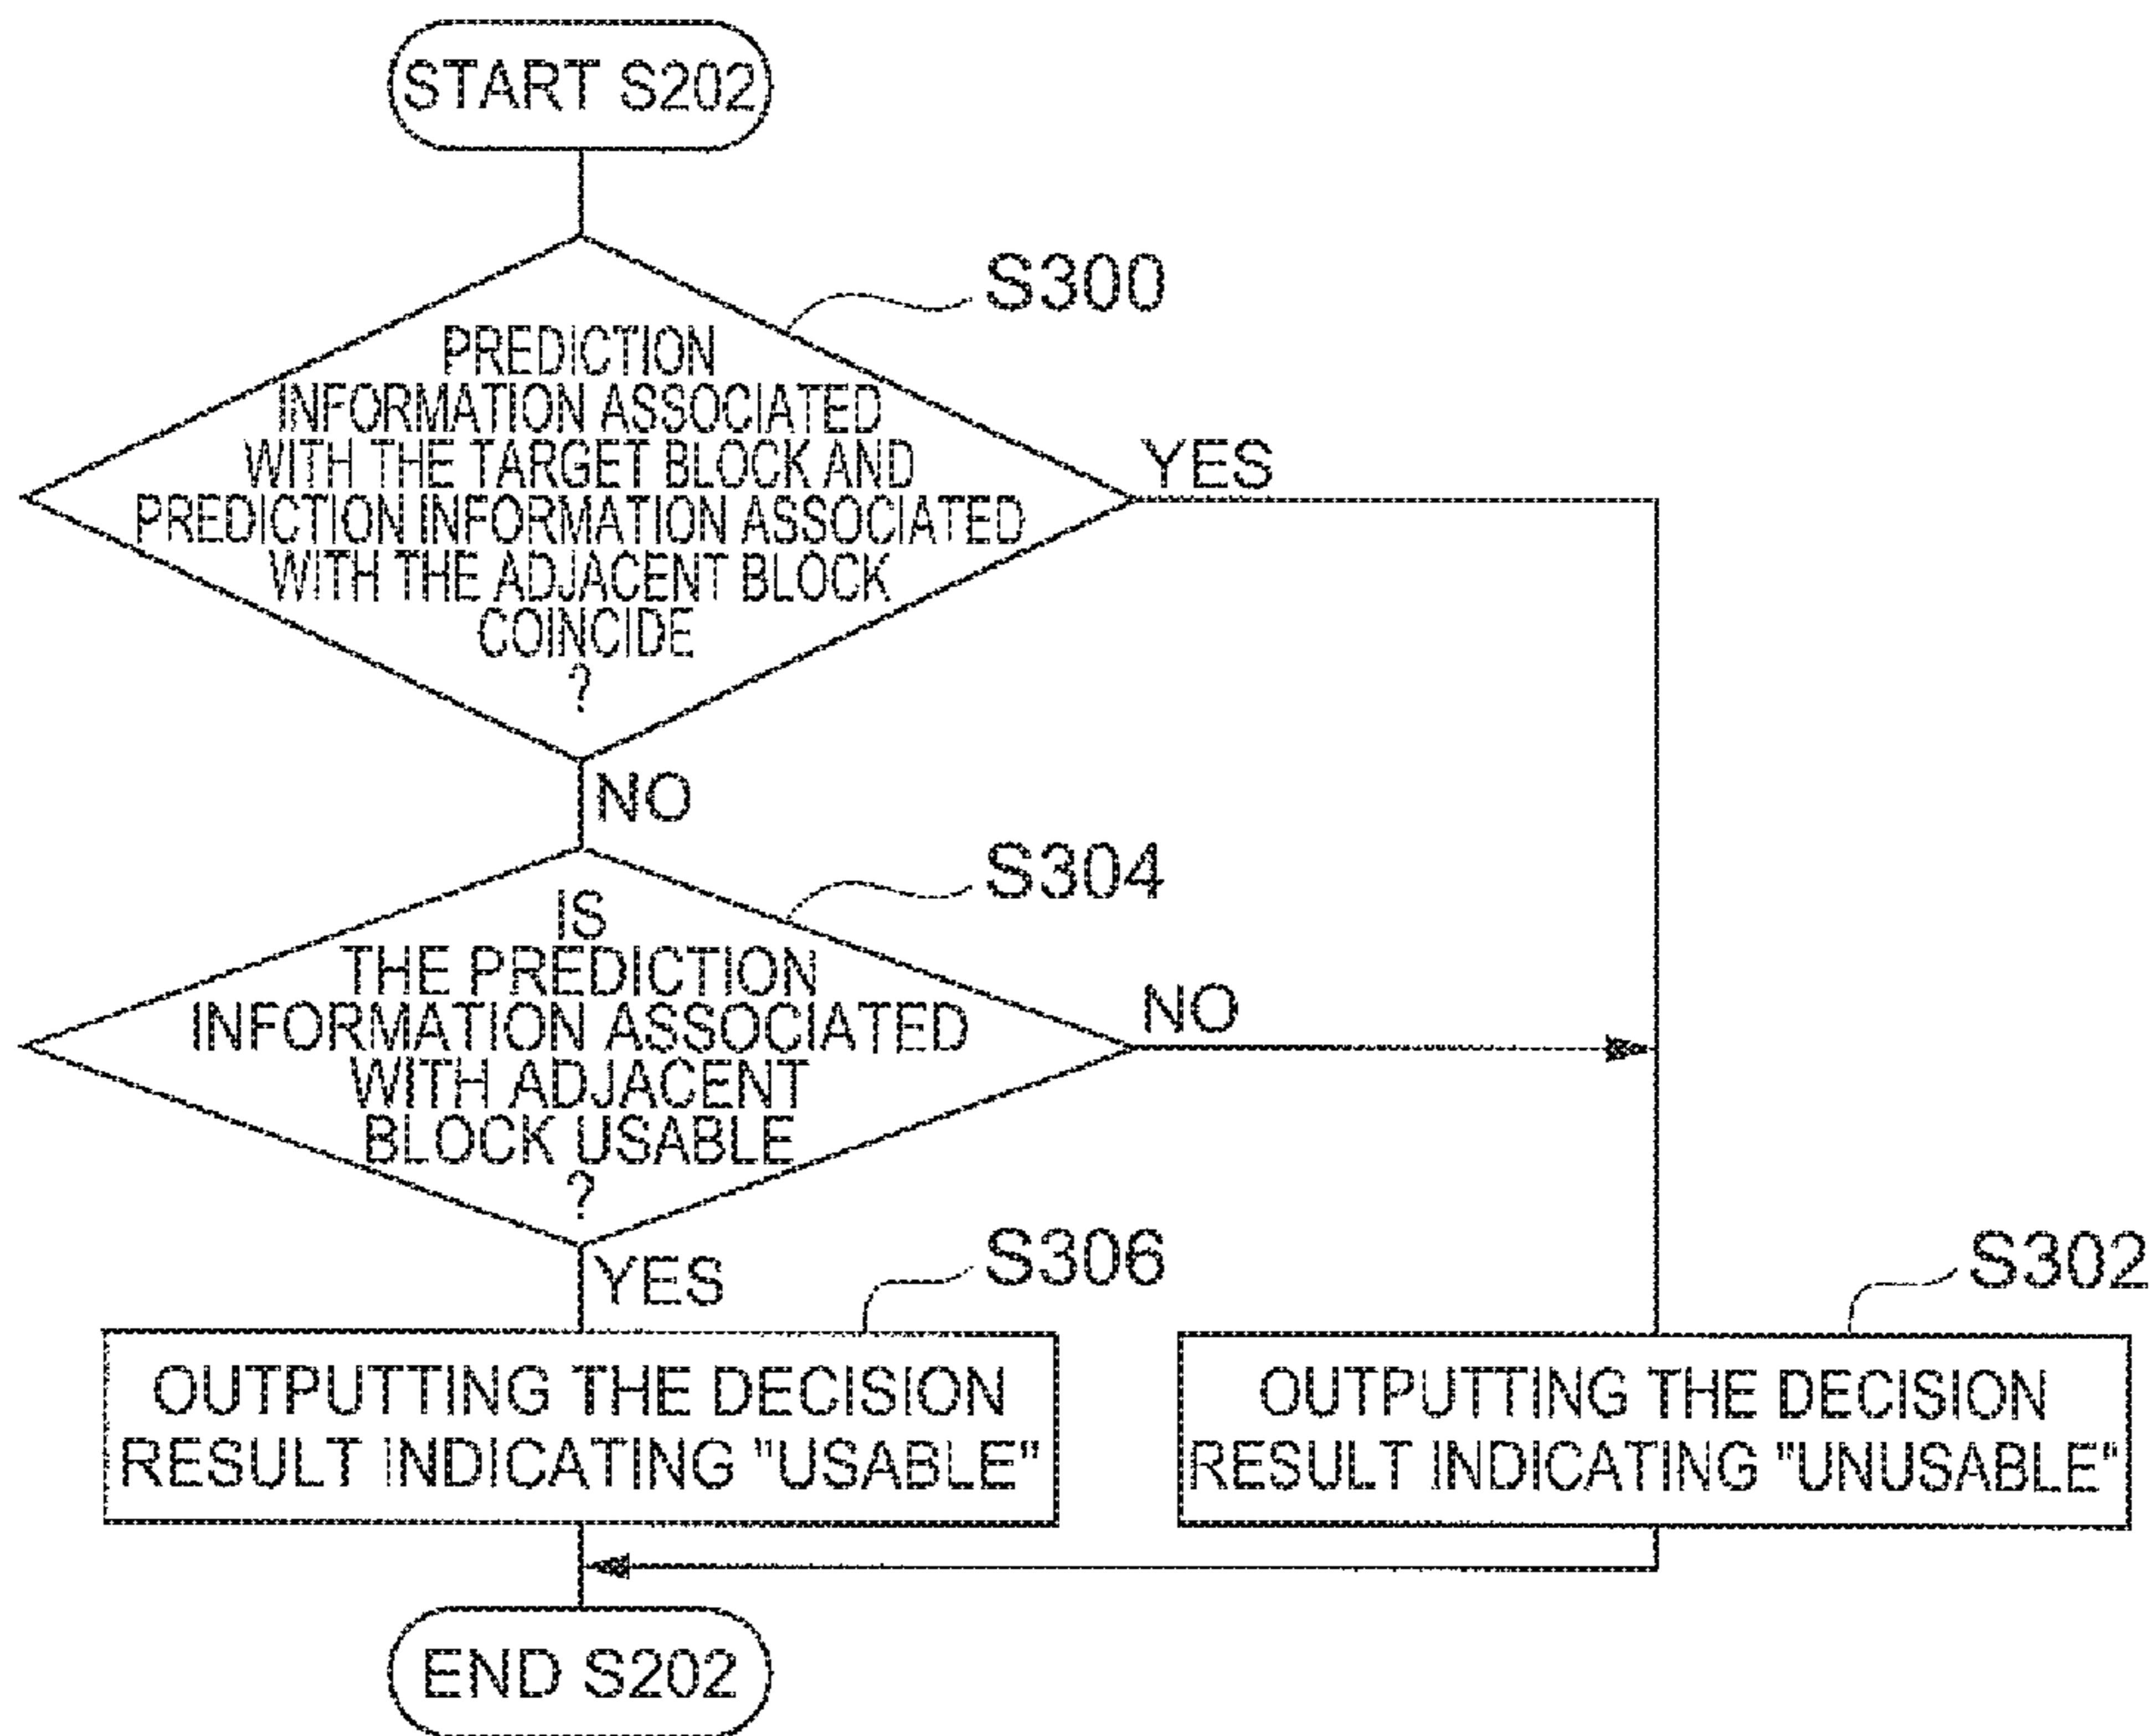 START S202
S300
PREDICTION
INFORMATION ASSOCIATED
WITH THE TARGET BLOCK AND
PREDICTION INFORMATION ASSOCIATED
WITH THE ADJACENT BLOCK
COINCIDE
?
YES
NO
S304
IS
THE PREDICTION
INFORMATION ASSOCIATED
WITH ADJACENT
BLOCK USABLE
?
NO
YES
S306
OUTPUTTING THE DECISION
RESULT INDICATING "USABLE"
S302
OUTPUTTING THE DECISION
RESULT INDICATING "UNUSABLE"
END S202